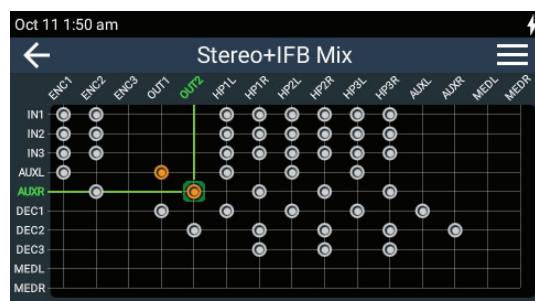 Oct 11 1:50 am
Stereo+IFB Mix
ENC1 ENC2 ENC3 OUT1 OUT2 HP1L HP1R HP2L HP2R HP3L HP3R AUXL AUXR MEDL MEDR
IN1
IN2
IN3
AUXL
AUXR
DEC1
DEC2
DEC3
MEDL
MEDR